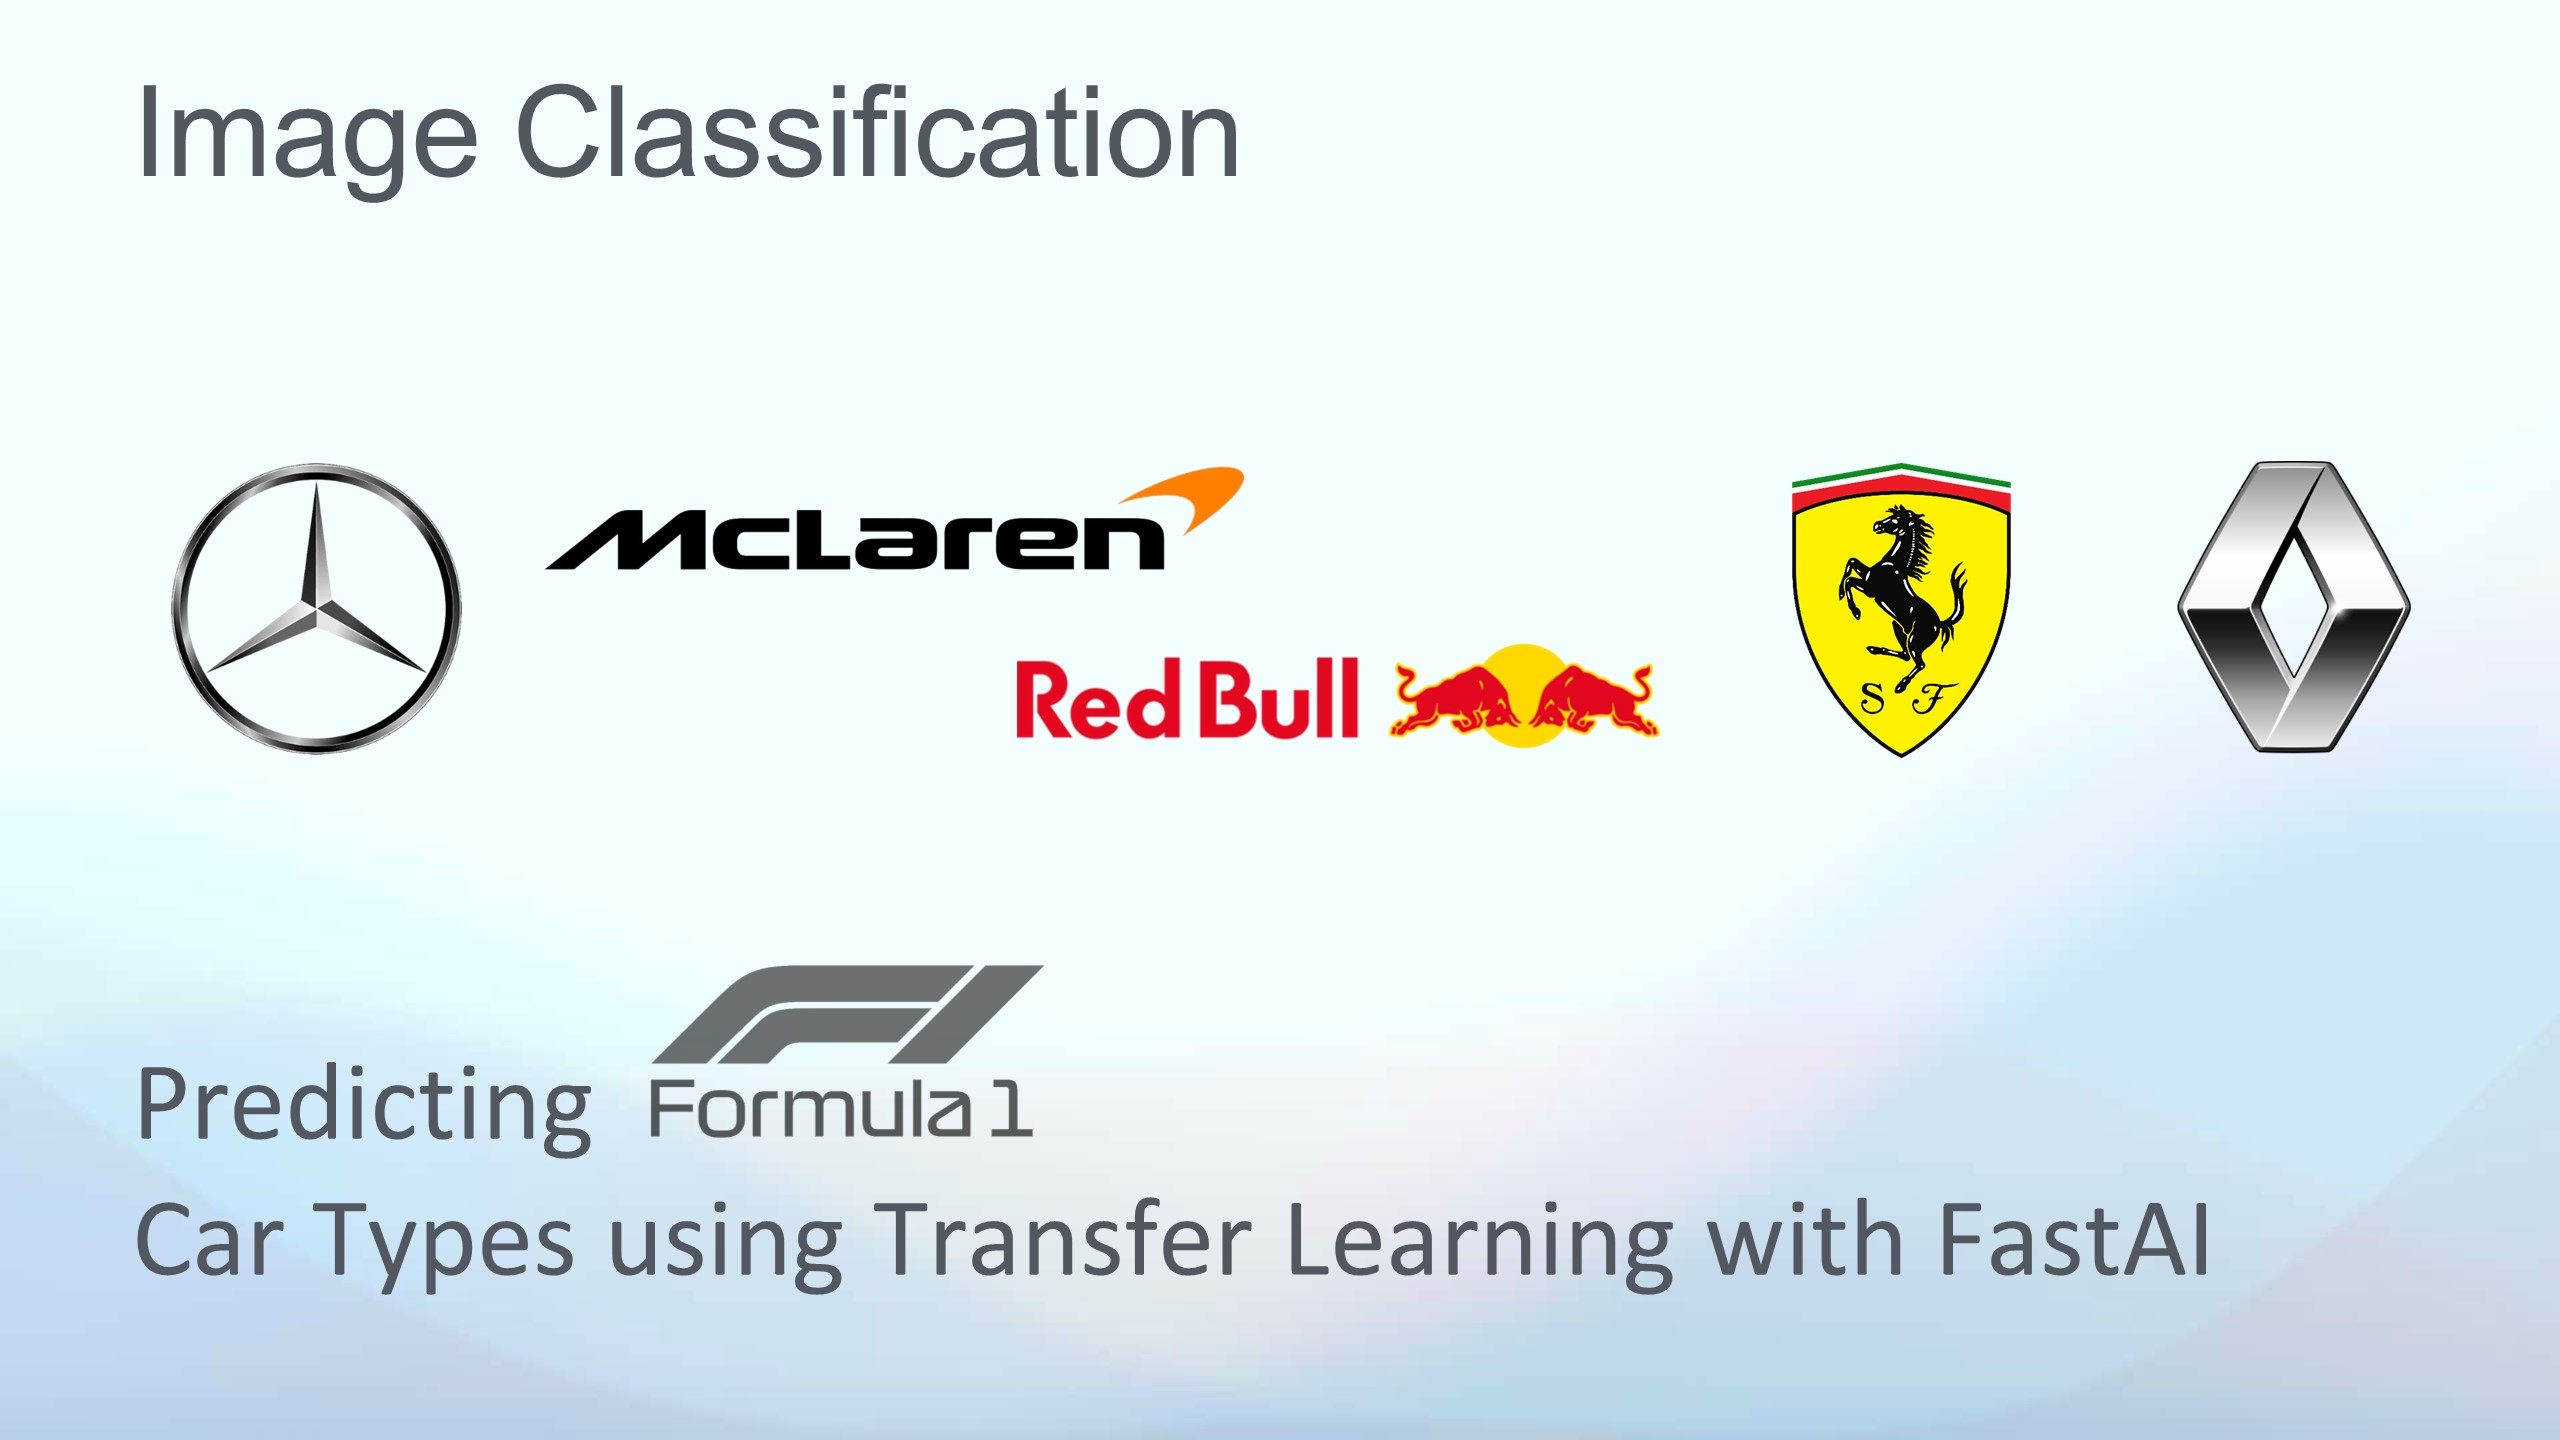 Image Classification
McLaren
Red Bull
S F
F1
Predicting Formula 1
Car Types using Transfer Learning with FastAI